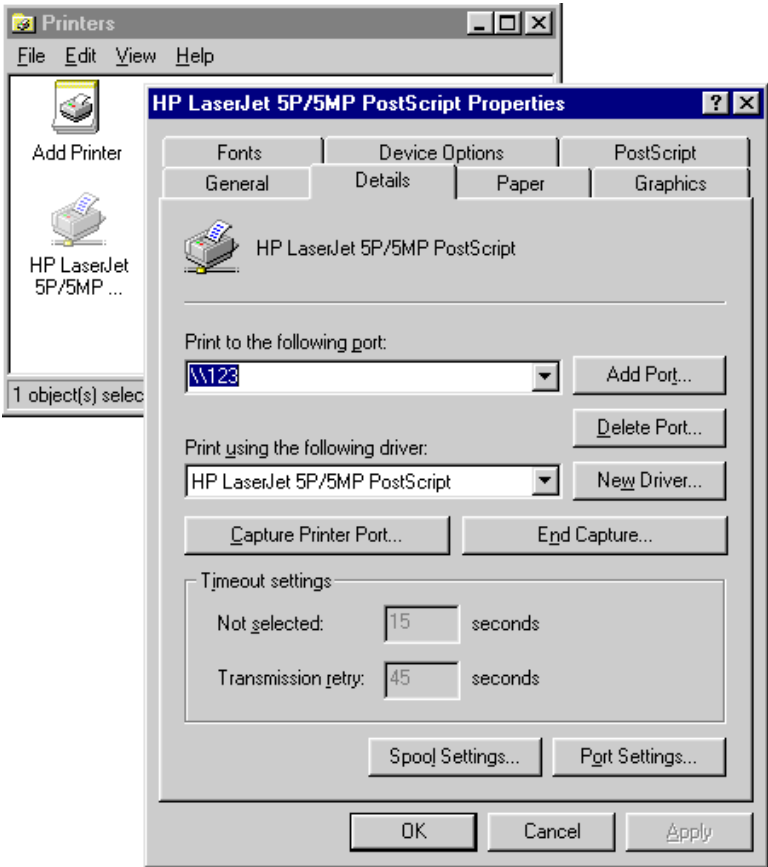 Printers
File Edit View Help
Add Printer
HP LaserJet
5P/5MP ...
1 object(s) selec
HP LaserJet 5P/5MP PostScript Properties
Fonts Device Options PostScript
General Details Paper Graphics
HP LaserJet 5P/5MP PostScript
Print to the following port:
\\123 Add Port...
Delete Port...
Print using the following driver:
HP LaserJet 5P/5MP PostScript New Driver...
Capture Printer Port... End Capture...
Timeout settings
Not selected: 15 seconds
Transmission retry: 45 seconds
Spool Settings... Port Settings...
OK Cancel Apply